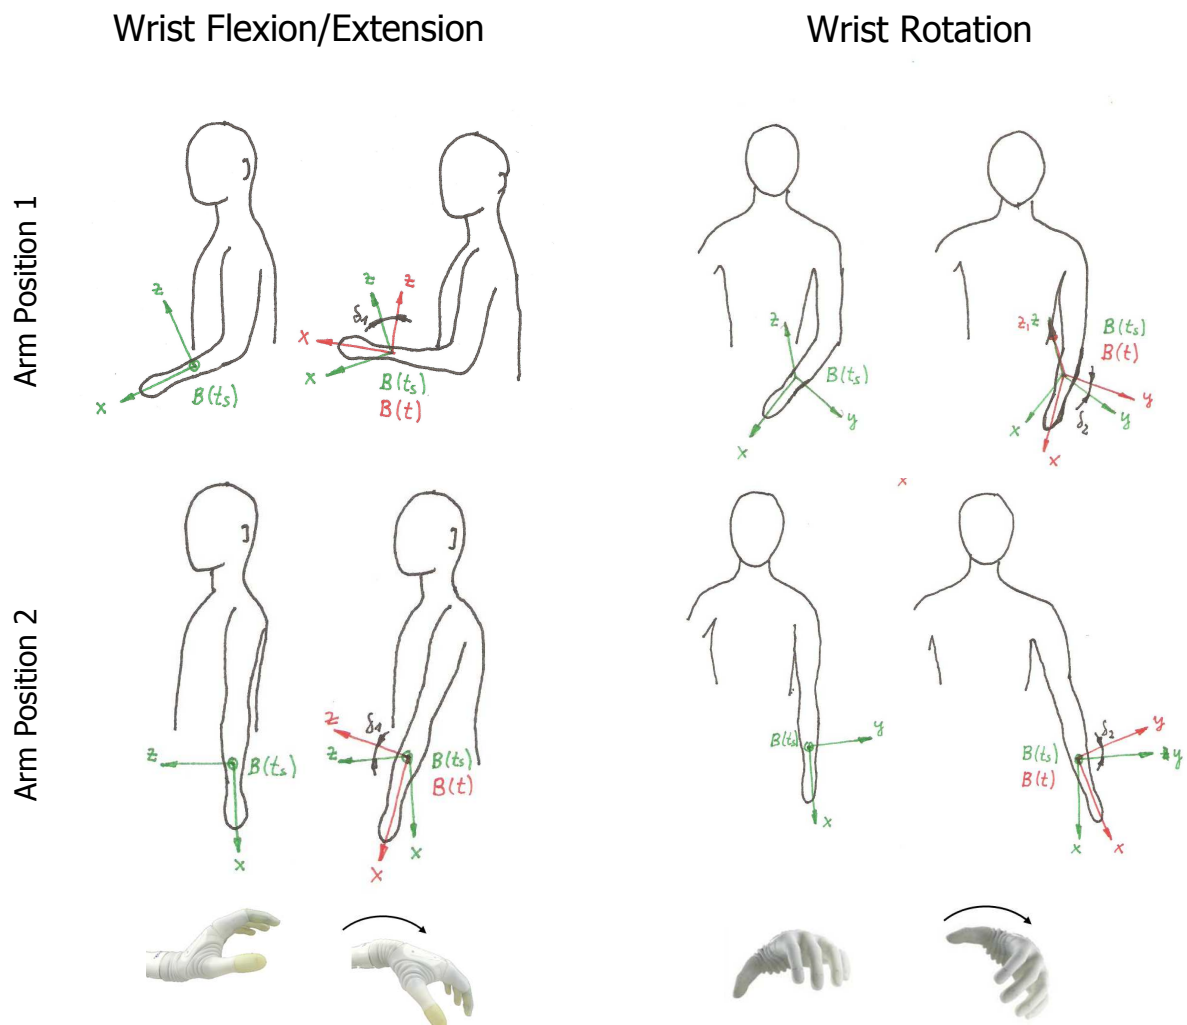 Wrist Flexion/Extension
Wrist Rotation
Arm Position 1
z
x
B(ts)
z
z
δ1
x
x
B(ts)
B(t)
z
B(ts)
x
y
z,z
B(ts)
B(t)
y
x
y
δ2
x
x
Arm Position 2
z
B(ts)
x
z
δ1
z
B(ts)
B(t)
x
x
B(ts)
y
x
y
δ2
B(ts)
y
B(t)
x
x